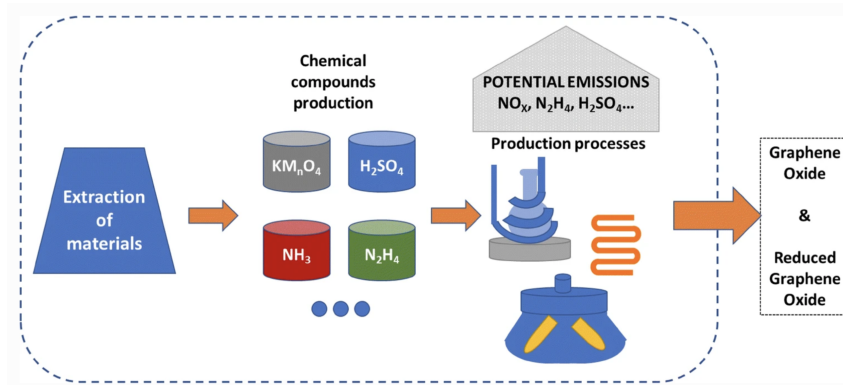 Extraction
of
materials
Chemical
compounds
production
KMₙO₄
H₂SO₄
NH₃
N₂H₄
POTENTIAL EMISSIONS
NOₓ, N₂H₄, H₂SO₄...
Production processes
Graphene
Oxide
&
Reduced
Graphene
Oxide